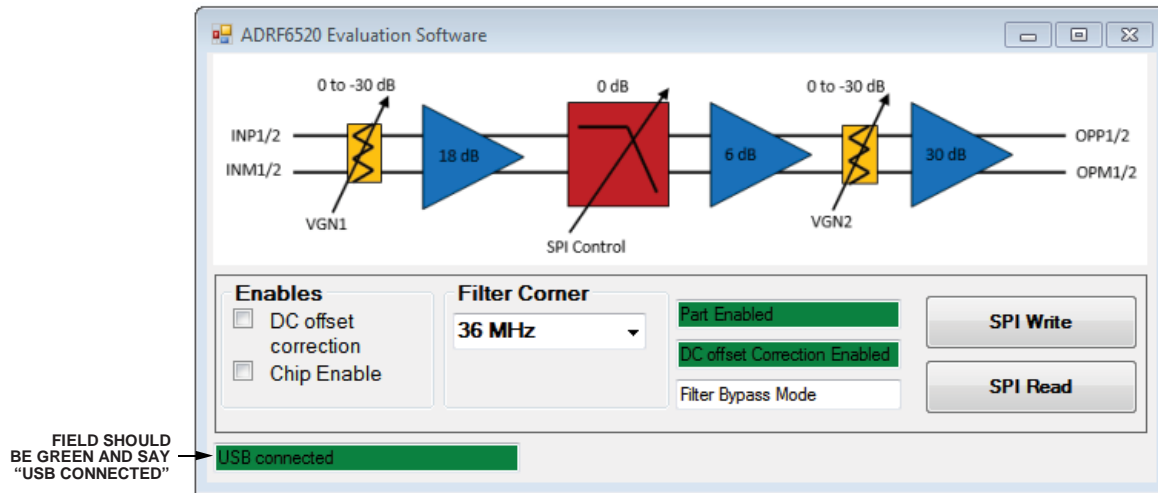 ADRF6520 Evaluation Software
0 to -30 dB
0 dB
0 to -30 dB
INP1/2
INM1/2
18 dB
6 dB
30 dB
OPP1/2
OPM1/2
VGN1
SPI Control
VGN2
Enables
DC offset
correction
Chip Enable
Filter Corner
36 MHz
Part Enabled
DC offset Correction Enabled
Filter Bypass Mode
SPI Write
SPI Read
FIELD SHOULD
BE GREEN AND SAY
“USB CONNECTED”
USB connected